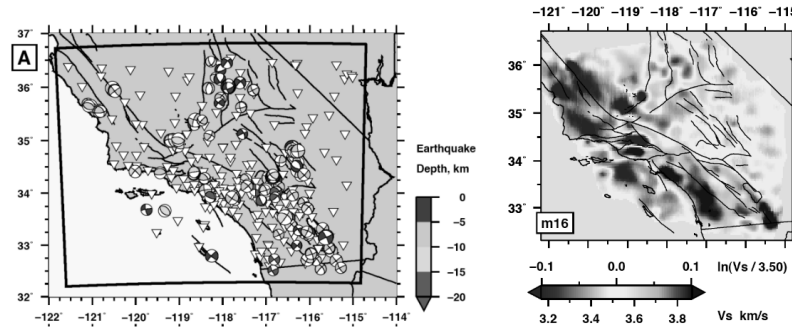 A
37˚
36˚
35˚
34˚
33˚
32˚
−122˚ −121˚ −120˚ −119˚ −118˚ −117˚ −116˚ −115˚ −114˚
Earthquake
Depth, km
0
−5
−10
−15
−20
−121˚ −120˚ −119˚ −118˚ −117˚ −116˚ −115
36˚
35˚
34˚
33˚
m16
−0.1 0.0 0.1 ln(Vs / 3.50)
3.2 3.4 3.6 3.8 Vs km/s